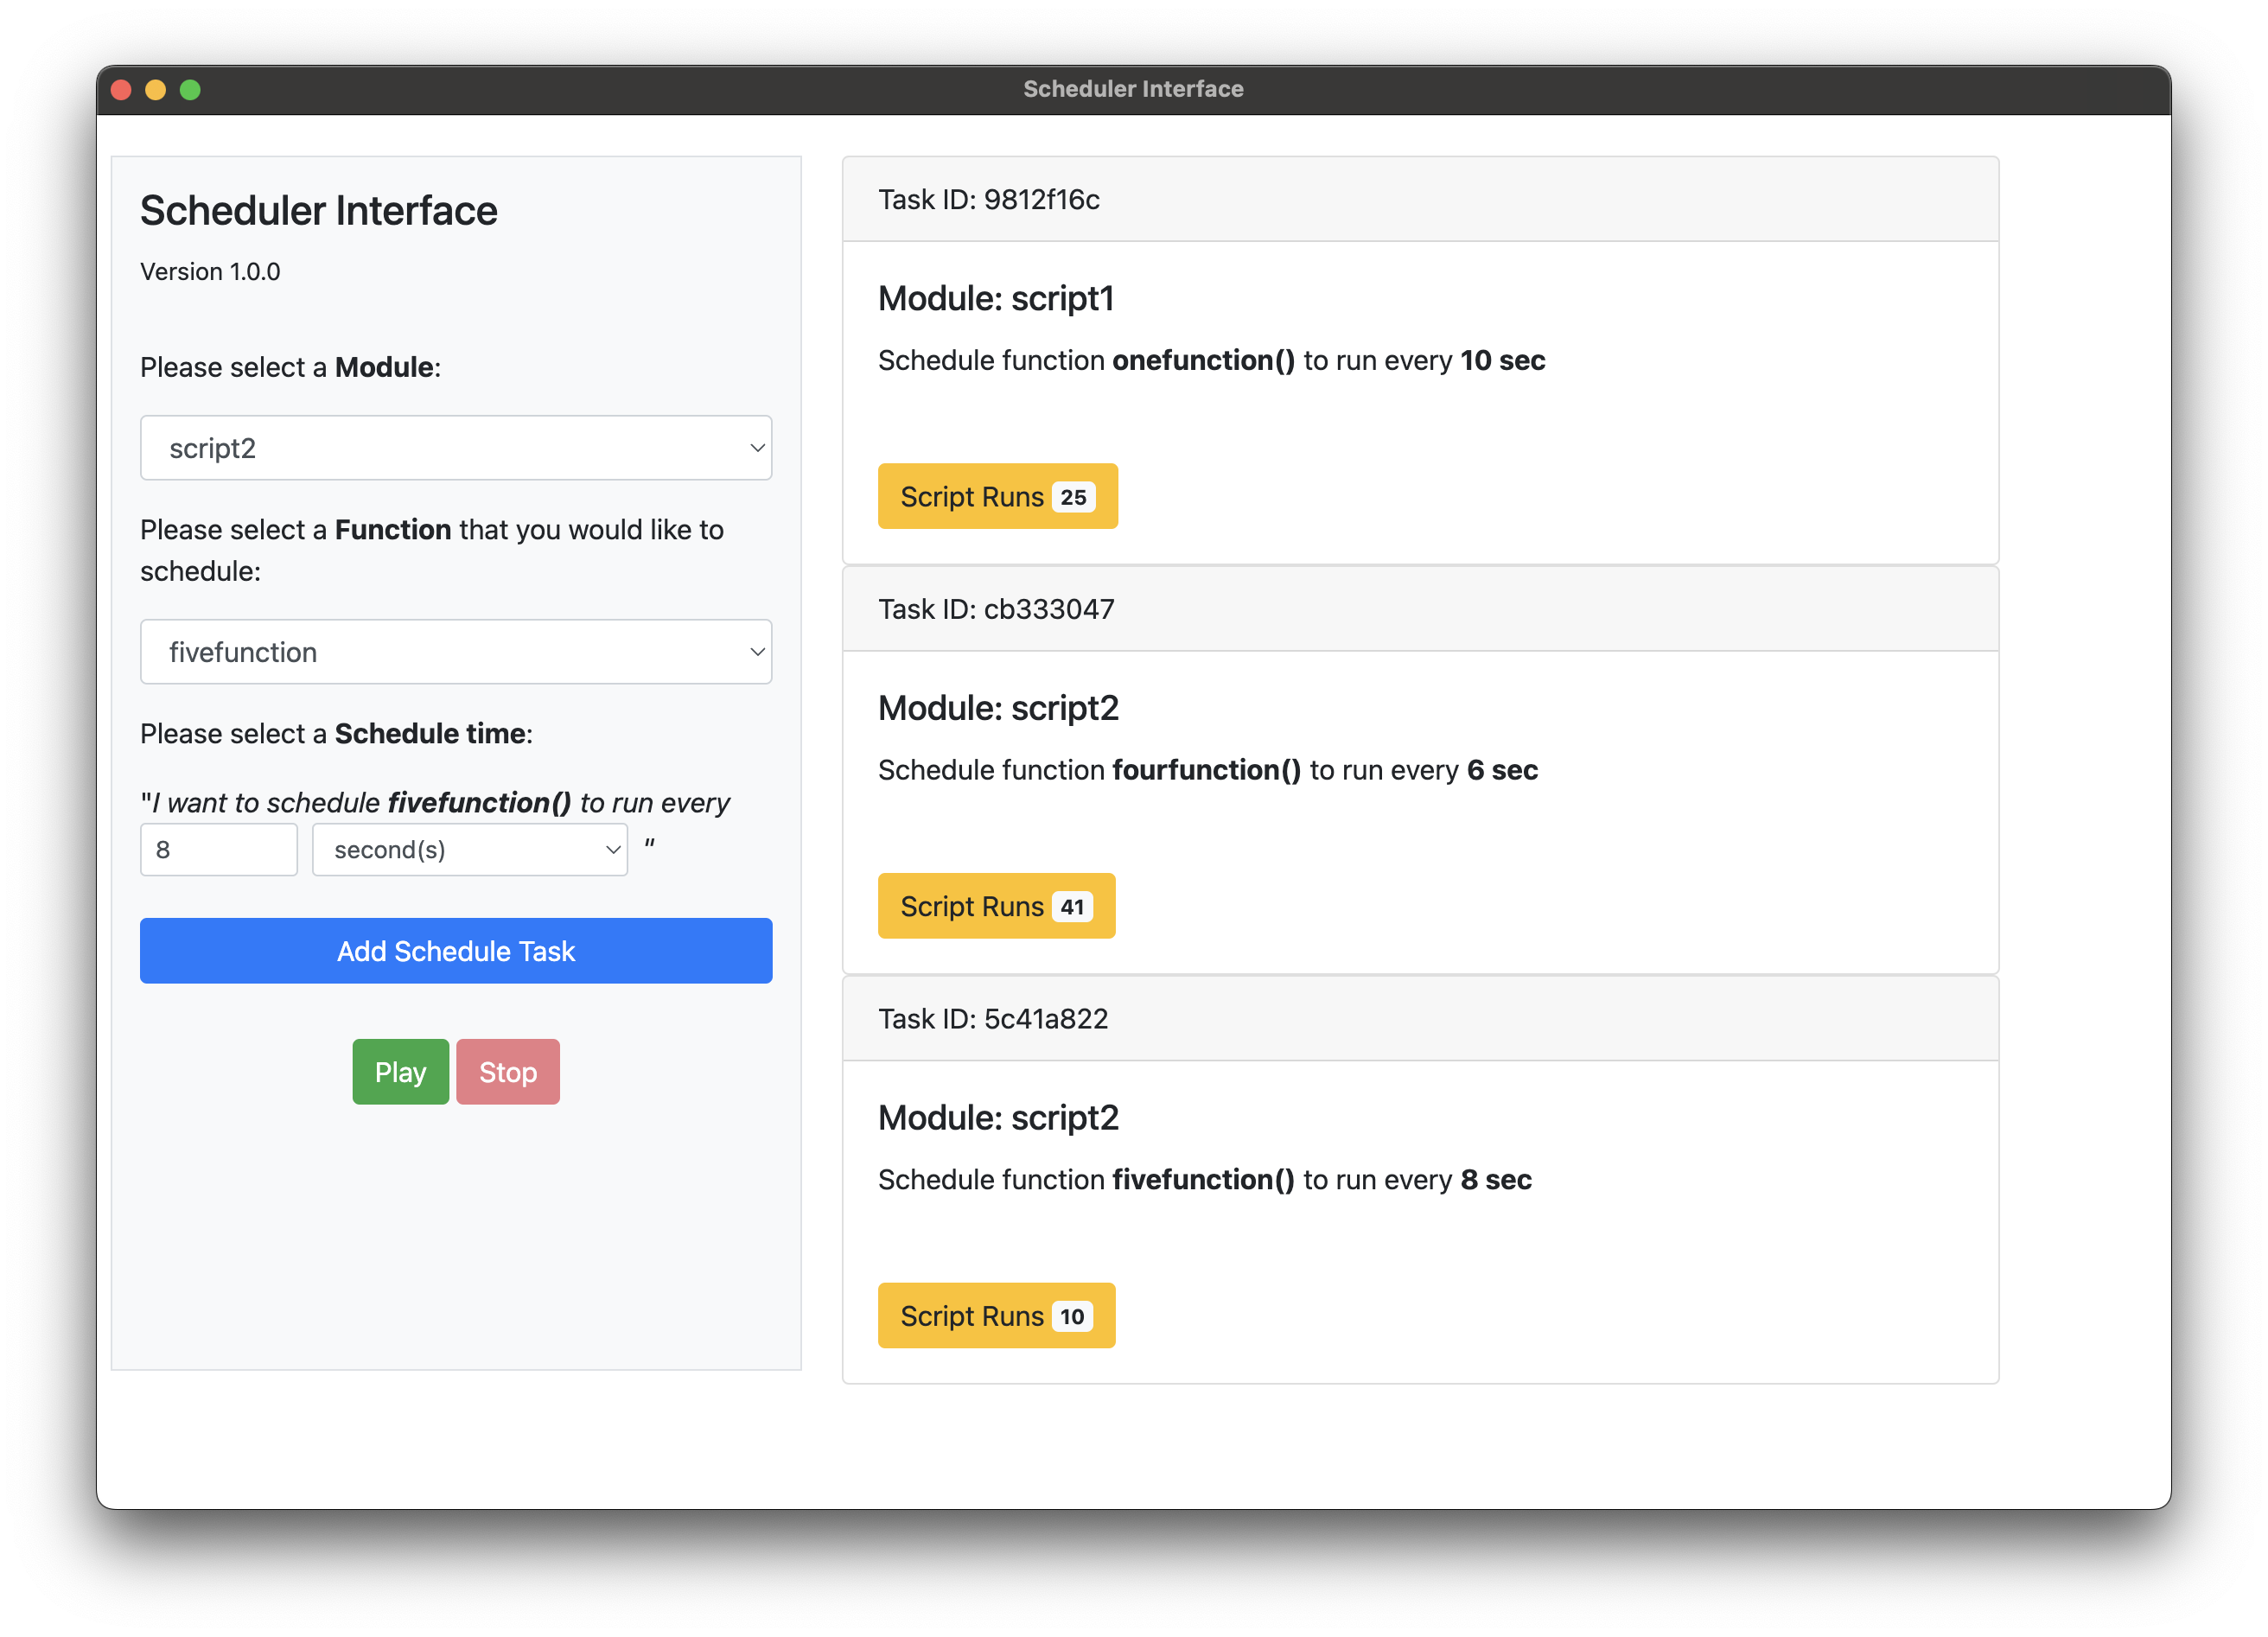 Scheduler Interface
Scheduler Interface
Version 1.0.0
Please select a Module:
script2
Please select a Function that you would like to
schedule:
fivefunction
Please select a Schedule time:
"I want to schedule fivefunction() to run every
8 second(s) "
Add Schedule Task
Play Stop
Task ID: 9812f16c
Module: script1
Schedule function onefunction() to run every 10 sec
Script Runs 25
Task ID: cb333047
Module: script2
Schedule function fourfunction() to run every 6 sec
Script Runs 41
Task ID: 5c41a822
Module: script2
Schedule function fivefunction() to run every 8 sec
Script Runs 10